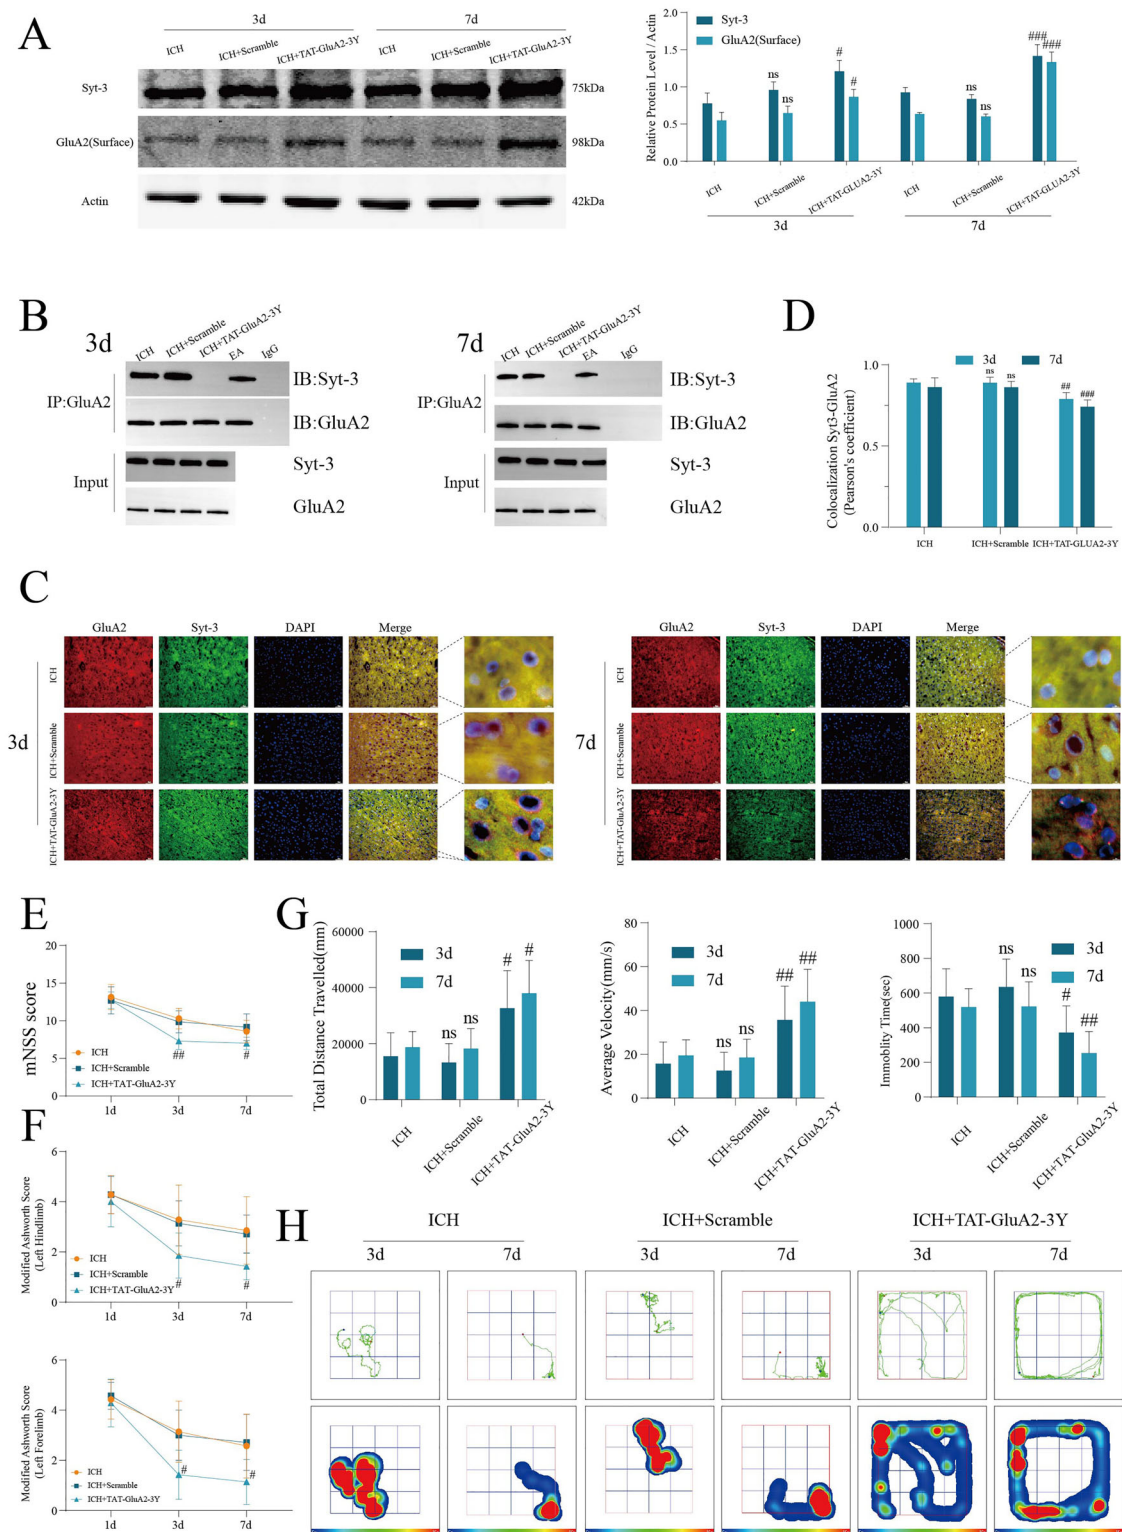 A
3d
7d
ICH
ICH+Scramble
ICH+TAT-GluA2-3Y
ICH
ICH+Scramble
ICH+TAT-GluA2-3Y
Syt-3
75kDa
GluA2(Surface)
98kDa
Actin
42kDa
Relative Protein Level / Actin
2.0
1.5
1.0
0.5
0.0
Syt-3
GluA2(Surface)
ns
ns
#
#
ns
ns
###
###
ICH
ICH+Scramble
ICH+TAT-GLUA2-3Y
ICH
ICH+Scramble
ICH+TAT-GLUA2-3Y
3d
7d
B
3d
ICH
ICH+Scramble
ICH+TAT-GluA2-3Y
EA
IgG
IP:GluA2
IB:Syt-3
IB:GluA2
Input
Syt-3
GluA2
7d
ICH
ICH+Scramble
ICH+TAT-GluA2-3Y
EA
IgG
IP:GluA2
IB:Syt-3
IB:GluA2
Input
Syt-3
GluA2
D
3d
7d
Colocalization Syt3-GluA2
(Pearson's coefficient)
1.0
0.5
0.0
ns
ns
##
###
ICH
ICH+Scramble
ICH+TAT-GLUA2-3Y
C
GluA2
Syt-3
DAPI
Merge
3d
ICH
ICH+Scramble
ICH+TAT-GluA2-3Y
GluA2
Syt-3
DAPI
Merge
7d
ICH
ICH+Scramble
ICH+TAT-GluA2-3Y
E
mNSS score
20
15
10
5
0
ICH
ICH+Scramble
ICH+TAT-GluA2-3Y
##
#
1d
3d
7d
F
Modified Ashworth Score
(Left Hindlimb)
6
4
2
0
ICH
ICH+Scramble
ICH+TAT-GluA2-3Y
#
#
1d
3d
7d
Modified Ashworth Score
(Left Forelimb)
6
4
2
0
ICH
ICH+Scramble
ICH+TAT-GluA2-3Y
#
#
1d
3d
7d
G
Total Distance Travelled(mm)
60000
40000
20000
0
3d
7d
ns
ns
#
#
ICH
ICH+Scramble
ICH+TAT-GluA2-3Y
Average Velocity(mm/s)
80
60
40
20
0
3d
7d
ns
ns
##
##
ICH
ICH+Scramble
ICH+TAT-GluA2-3Y
Immoblity Time(sec)
1000
800
600
400
200
0
3d
7d
ns
ns
#
##
ICH
ICH+Scramble
ICH+TAT-GluA2-3Y
H
ICH
ICH+Scramble
ICH+TAT-GluA2-3Y
3d
7d
3d
7d
3d
7d